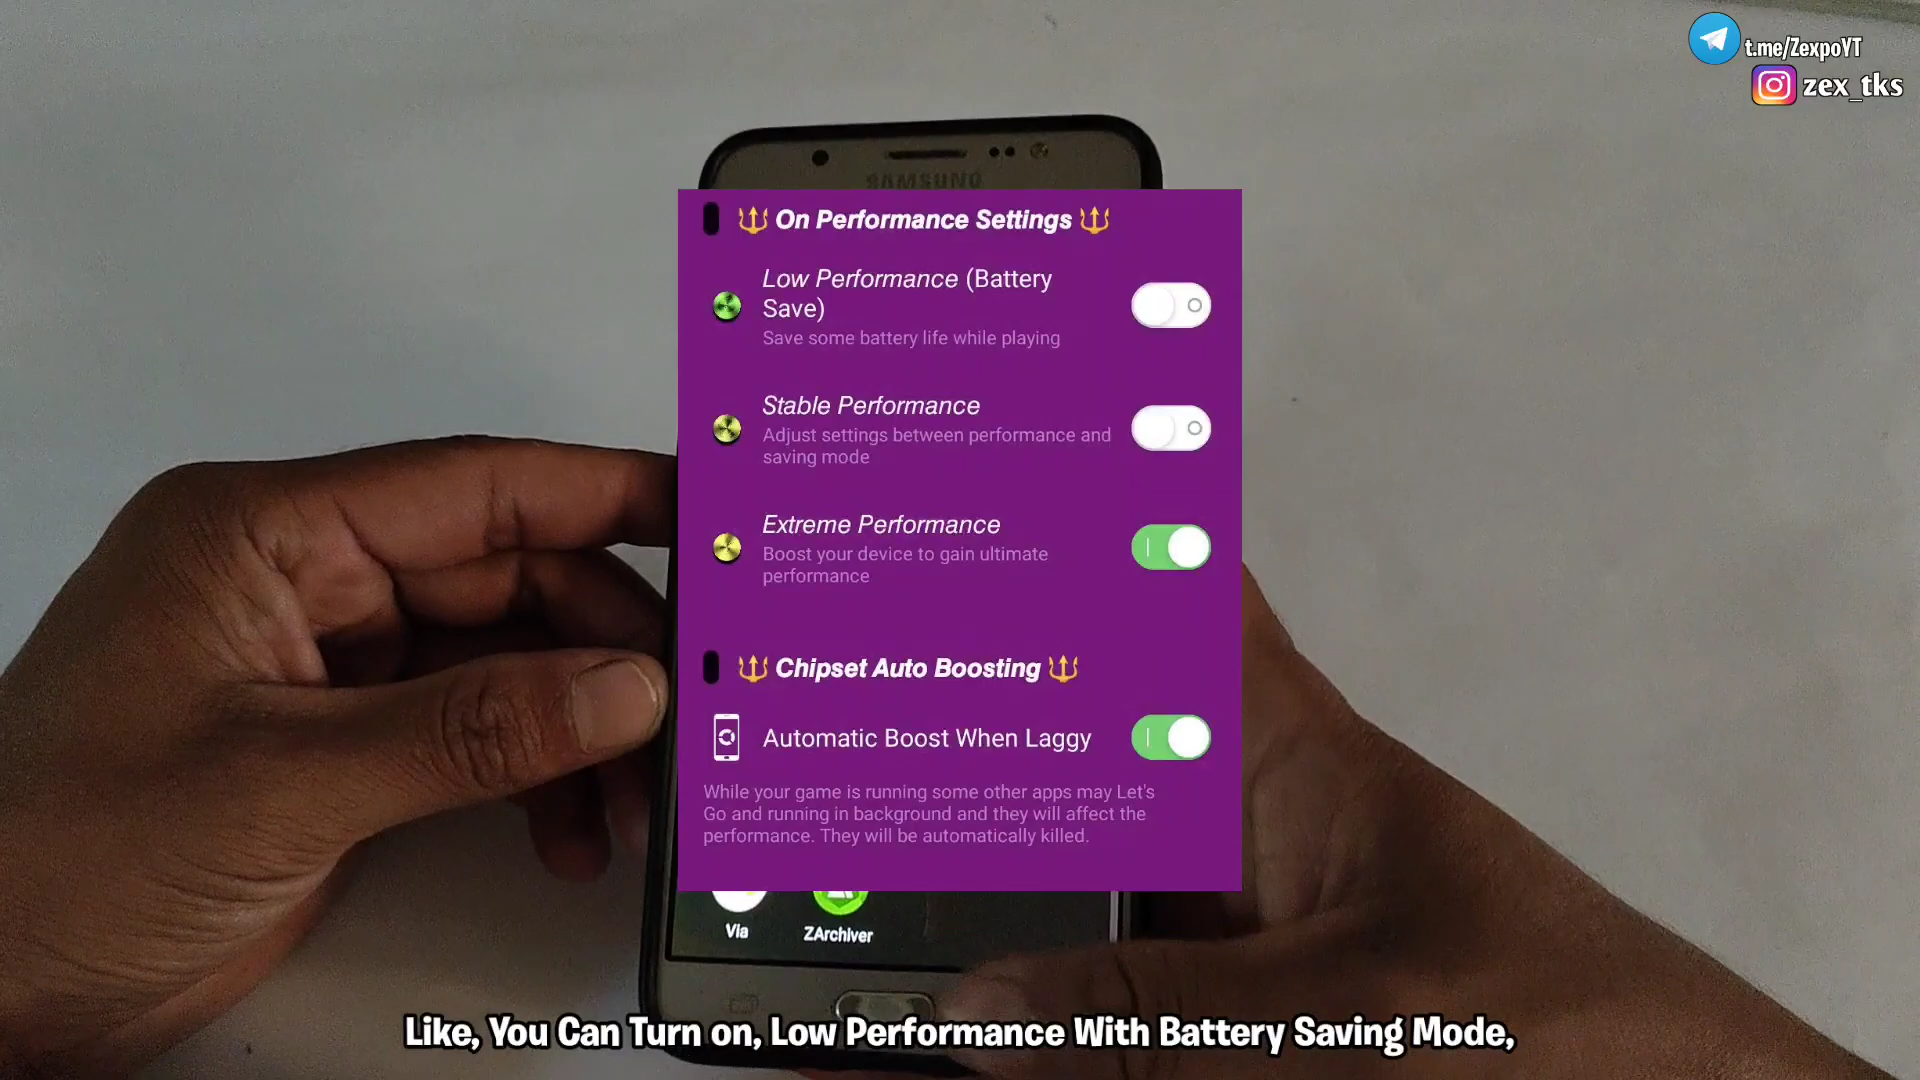 t.me/ZexpoYT
zex_tks
SAMSUNG
On Performance Settings
Low Performance (Battery
Save)
Save some battery life while playing
Stable Performance
Adjust settings between performance and
saving mode
Extreme Performance
Boost your device to gain ultimate
performance
Chipset Auto Boosting
Automatic Boost When Laggy
While your game is running some other apps may Let's
Go and running in background and they will affect the
performance. They will be automatically killed.
Via
ZArchiver
Like, You Can Turn on, Low Performance With Battery Saving Mode,